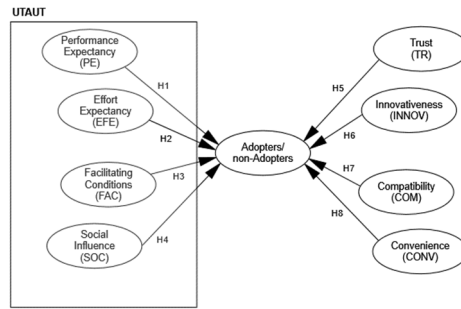 UTAUT
Performance
Expectancy
(PE)
H1
Effort
Expectancy
(EFE)
H2
Facilitating
Conditions
(FAC)
H3
Social
Influence
(SOC)
H4
Adopters/
non-Adopters
Trust
(TR)
H5
Innovativeness
(INNOV)
H6
Compatibility
(COM)
H7
Convenience
(CONV)
H8